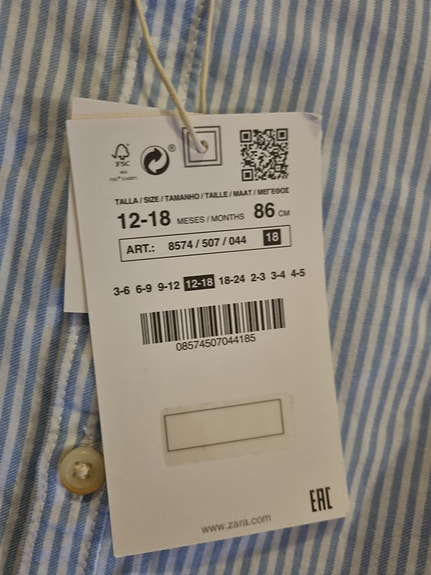 FSC
®
TALLA / SIZE / TAMANHO / TAILLE / MAAT / ΜΕΓΕΘΟΣ
12-18 MESES / MONTHS 86 CM
ART.: 8574 / 507 / 044 18
3-6 6-9 9-12 12-18 18-24 2-3 3-4 4-5
08574507044185
EAC
www.zara.com